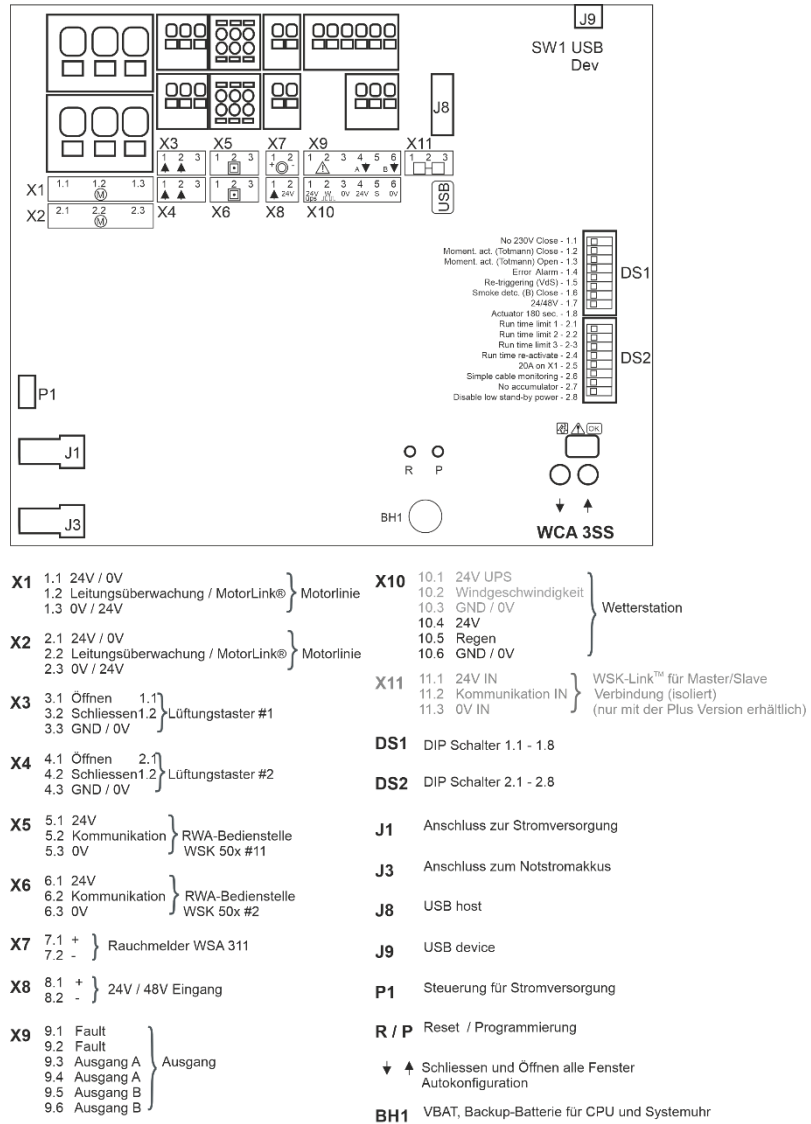 J9
SW1 USB
Dev
J8
X3 X5 X7 X9 X11
1 2 3 1 2 3 1 2 1 2 3 4 5 6 1 2 3
+ - A B
X1 1.1 1.2 1.3
M
X2 2.1 2.2 2.3
M
1 2 3 1 2 3 1 2 1 2 3 4 5 6
24V 24V W 0V 24V S 0V
Ups
X4 X6 X8 X10
USB
No 230V Close - 1.1
Moment. act. (Totmann) Close - 1.2
Moment. act. (Totmann) Open - 1.3
Error Alarm - 1.4
Re-triggering (VdS) - 1.5
Smoke detc. (B) Close - 1.6
24/48V - 1.7
Actuator 180 sec. - 1.8
DS1
Run time limit 1 - 2.1
Run time limit 2 - 2.2
Run time limit 3 - 2-3
Run time re-activate - 2.4
20A on X1 - 2.5
Simple cable monitoring - 2.6
No accumulator - 2.7
Disable low stand-by power - 2.8
DS2
P1
J1
J3
R P
BH1
OK
WCA 3SS
X1 1.1 24V / 0V
1.2 Leitungsüberwachung / MotorLink® Motorlinie
1.3 0V / 24V
X2 2.1 24V / 0V
2.2 Leitungsüberwachung / MotorLink® Motorlinie
2.3 0V / 24V
X3 3.1 Öffnen 1.1
3.2 Schliessen1.2 Lüftungstaster #1
3.3 GND / 0V
X4 4.1 Öffnen 2.1
4.2 Schliessen1.2 Lüftungstaster #2
4.3 GND / 0V
X5 5.1 24V
5.2 Kommunikation RWA-Bedienstelle
5.3 0V WSK 50x #11
X6 6.1 24V
6.2 Kommunikation RWA-Bedienstelle
6.3 0V WSK 50x #2
X7 7.1 +
7.2 - Rauchmelder WSA 311
X8 8.1 +
8.2 - 24V / 48V Eingang
X9 9.1 Fault
9.2 Fault
9.3 Ausgang A Ausgang
9.4 Ausgang A
9.5 Ausgang B
9.6 Ausgang B
X10 10.1 24V UPS
10.2 Windgeschwindigkeit
10.3 GND / 0V Wetterstation
10.4 24V
10.5 Regen
10.6 GND / 0V
X11 11.1 24V IN WSK-Link™ für Master/Slave
11.2 Kommunikation IN Verbindung (isoliert)
11.3 0V IN (nur mit der Plus Version erhältlich)
DS1 DIP Schalter 1.1 - 1.8
DS2 DIP Schalter 2.1 - 2.8
J1 Anschluss zur Stromversorgung
J3 Anschluss zum Notstromakkus
J8 USB host
J9 USB device
P1 Steuerung für Stromversorgung
R / P Reset / Programmierung
Schliessen und Öffnen alle Fenster
Autokonfiguration
BH1 VBAT, Backup-Batterie für CPU und Systemuhr